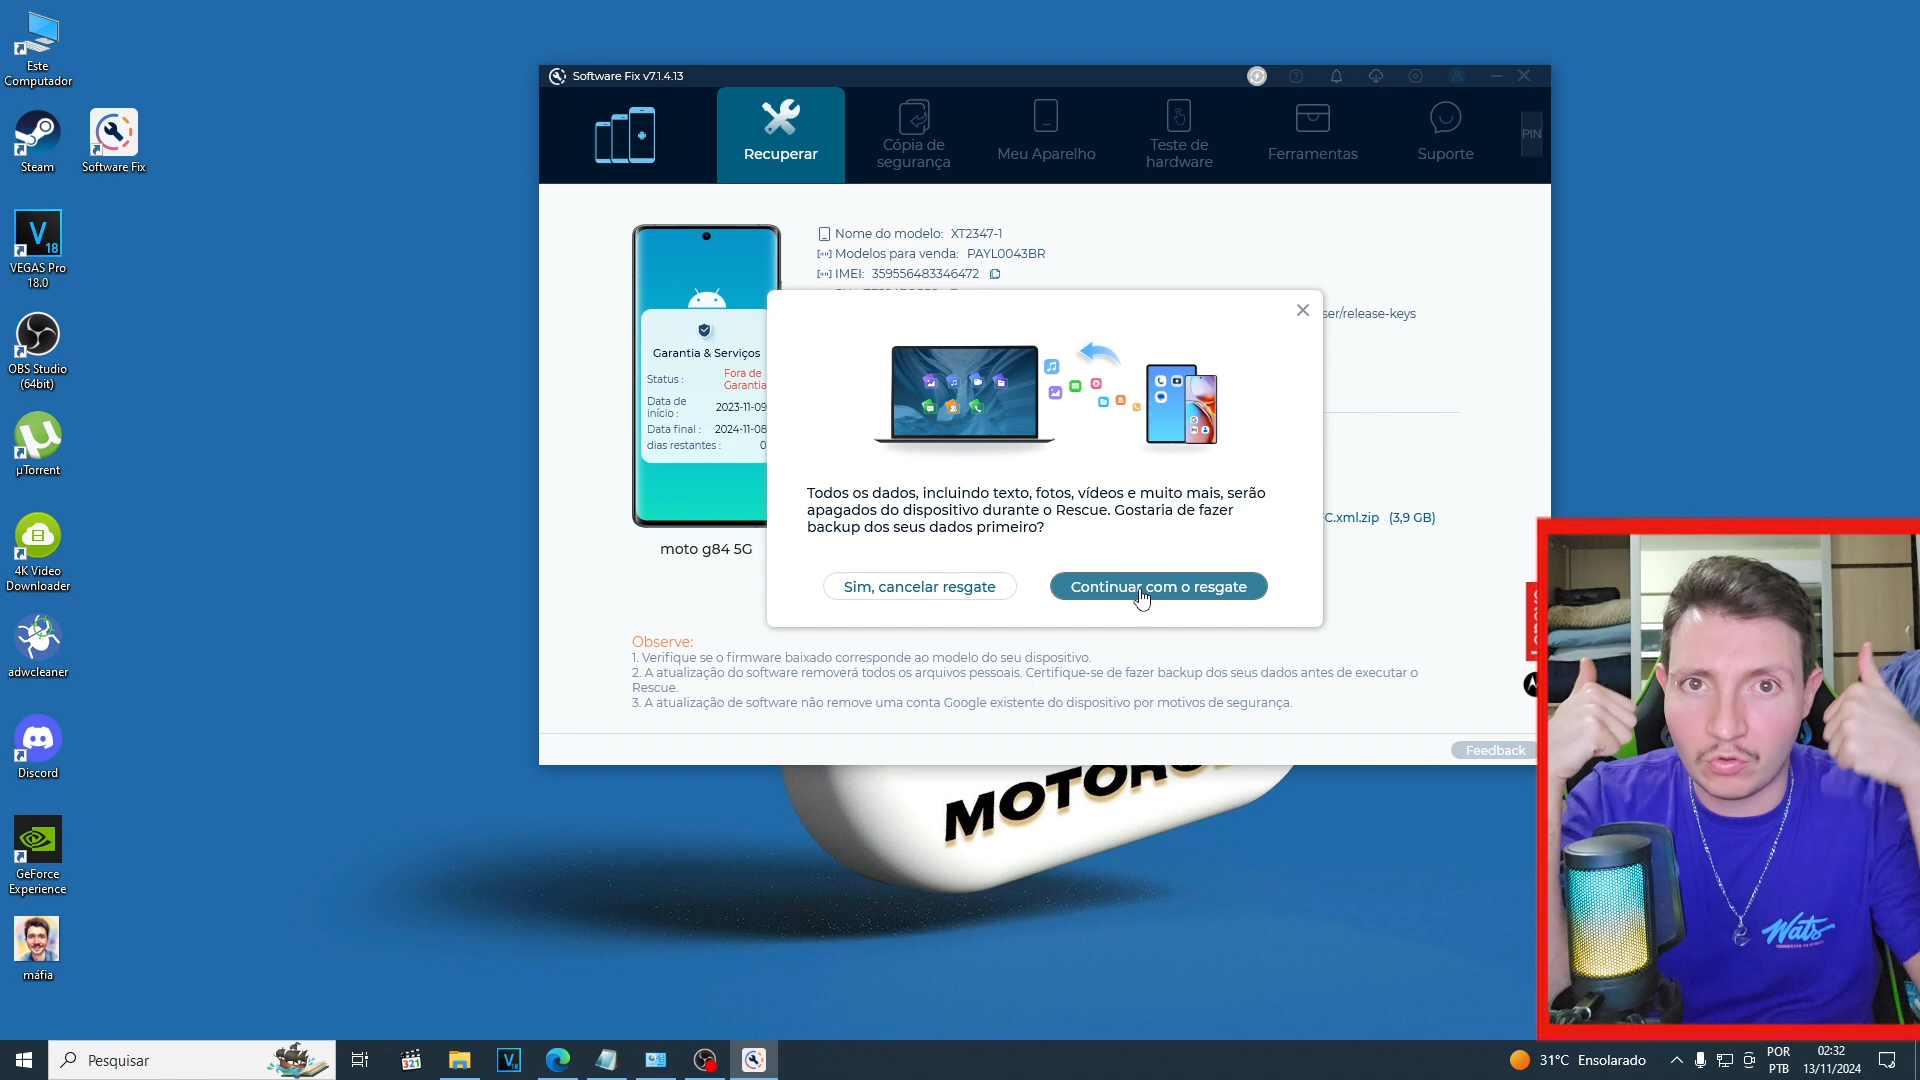 Este
Computador
Steam
Software Fix
VEGAS Pro
18.0
OBS Studio
(64bit)
µTorrent
4K Video
Downloader
adwcleaner
Discord
GeForce
Experience
máfia
Software Fix v7.1.4.13
Recuperar
Cópia de
segurança
Meu Aparelho
Teste de
hardware
Ferramentas
Suporte
PIN
Nome do modelo: XT2347-1
Modelos para venda: PAYL0043BR
IMEI: 359556483346472
ser/release-keys
Garantia & Serviços
Status :
Fora de
Garantia
Data de
início :
2023-11-09
Data final :
2024-11-08
dias restantes :
0
moto g84 5G
C.xml.zip (3,9 GB)
Todos os dados, incluindo texto, fotos, vídeos e muito mais, serão
apagados do dispositivo durante o Rescue. Gostaria de fazer
backup dos seus dados primeiro?
Sim, cancelar resgate
Continuar com o resgate
Observe:
1. Verifique se o firmware baixado corresponde ao modelo do seu dispositivo.
2. A atualização do software removerá todos os arquivos pessoais. Certifique-se de fazer backup dos seus dados antes de executar o
Rescue.
3. A atualização de software não remove uma conta Google existente do dispositivo por motivos de segurança.
Feedback
Wats
Pesquisar
31°C Ensolarado
POR
PTB
02:32
13/11/2024